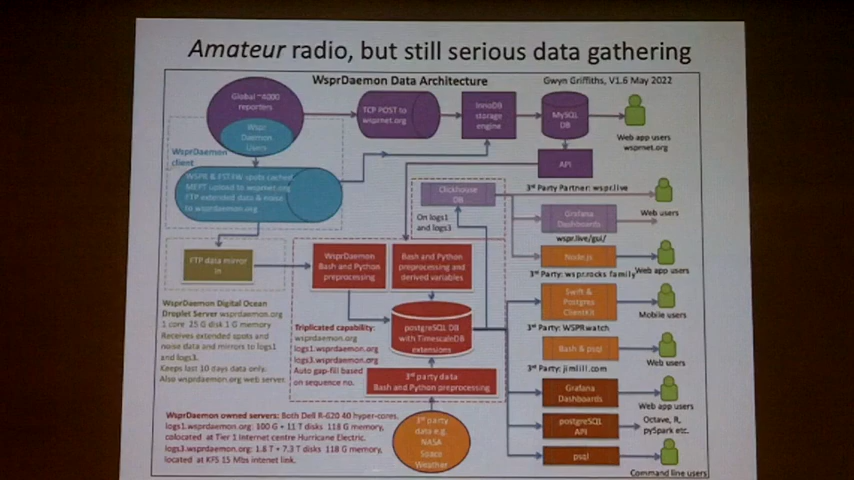 Amateur radio, but still serious data gathering
WsprDaemon Data Architecture
Gwyn Griffiths, V1.6 May 2022
Global ~4000
reporters
Wspr
Daemon
Users
TCP POST to
wsprnet.org
InnoDB
storage
engine
MySQL
DB
Web app users
wsprnet.org
API
WsprDaemon
client
WSPR & FST4W spots cached
MEPT upload to wsprnet.org
FTP extended data & noise
to wsprdaemon.org
Clickhouse
DB
On logs1
and logs3
3rd Party Partner: wspr.live
Grafana
Dashboards
Web users
wspr.live/gui/
Node.js
Web app users
3rd Party: wspr.rocks family
FTP data mirror
in
WsprDaemon
Bash and Python
preprocessing
Bash and Python
preprocessing and
derived variables
Swift &
Postgres
ClientKit
Mobile users
3rd Party: WSPRwatch
WsprDaemon Digital Ocean
Droplet Server wsprdaemon.org
1 core 25 G disk 1 G memory
Receives extended spots and
noise data and mirrors to logs1
and logs3.
Keeps last 10 days data only.
Also wsprdaemon.org web server.
Triplicated capability:
wsprdaemon.org
logs1.wsprdaemon.org
logs3.wsprdaemon.org
Auto gap-fill based
on sequence no.
postgreSQL DB
with TimescaleDB
extensions
Bash & psql
Web users
3rd Party: jimlill.com
3rd party data
Bash and Python preprocessing
Grafana
Dashboards
Web app users
WsprDaemon owned servers: Both Dell R-620 40 hyper-cores.
logs1.wsprdaemon.org: 100 G + 11 T disks 118 G memory,
colocated at Tier 1 Internet centre Hurricane Electric.
logs3.wsprdaemon.org: 1.8 T + 7.3 T disks 118 G memory,
located at KFS 15 Mbs internet link.
3rd party
data e.g.
NASA
Space
Weather
postgreSQL
API
Octave, R,
pySpark etc.
psql
Command line users